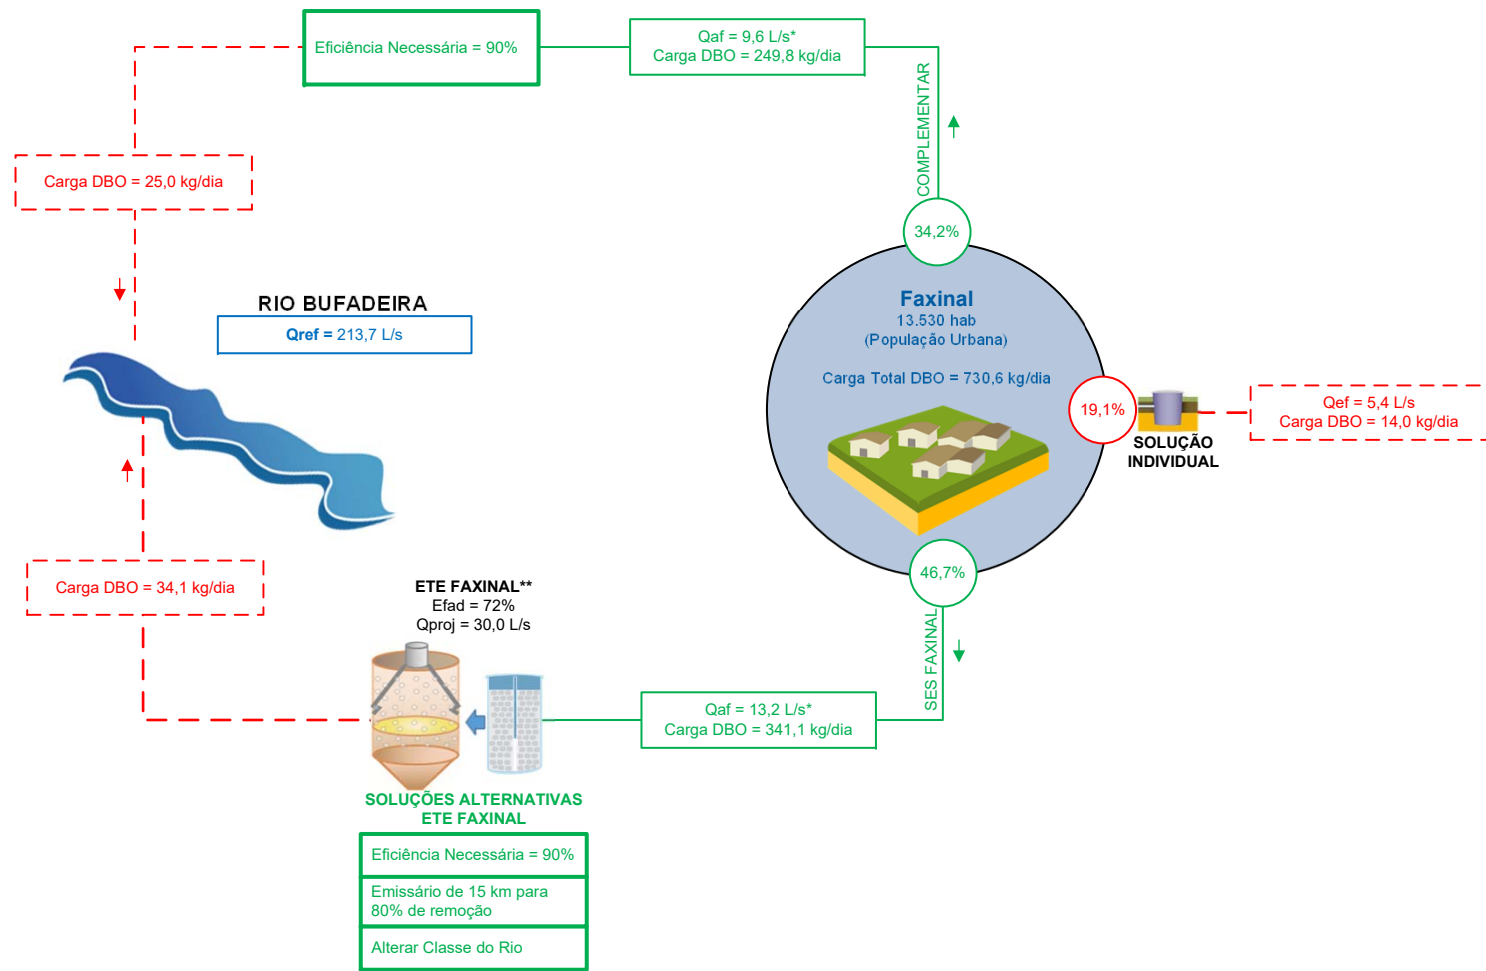 Eficiência Necessária = 90%
Qaf = 9,6 L/s*
Carga DBO = 249,8 kg/dia
COMPLEMENTAR
Carga DBO = 25,0 kg/dia
34,2%
RIO BUFADEIRA
Qref = 213,7 L/s
Faxinal
13.530 hab
(População Urbana)
Carga Total DBO = 730,6 kg/dia
19,1%
SOLUÇÃO
INDIVIDUAL
Qef = 5,4 L/s
Carga DBO = 14,0 kg/dia
46,7%
SES FAXINAL
Carga DBO = 34,1 kg/dia
ETE FAXINAL**
Efad = 72%
Qproj = 30,0 L/s
Qaf = 13,2 L/s*
Carga DBO = 341,1 kg/dia
SOLUÇÕES ALTERNATIVAS
ETE FAXINAL
Eficiência Necessária = 90%
Emissário de 15 km para
80% de remoção
Alterar Classe do Rio